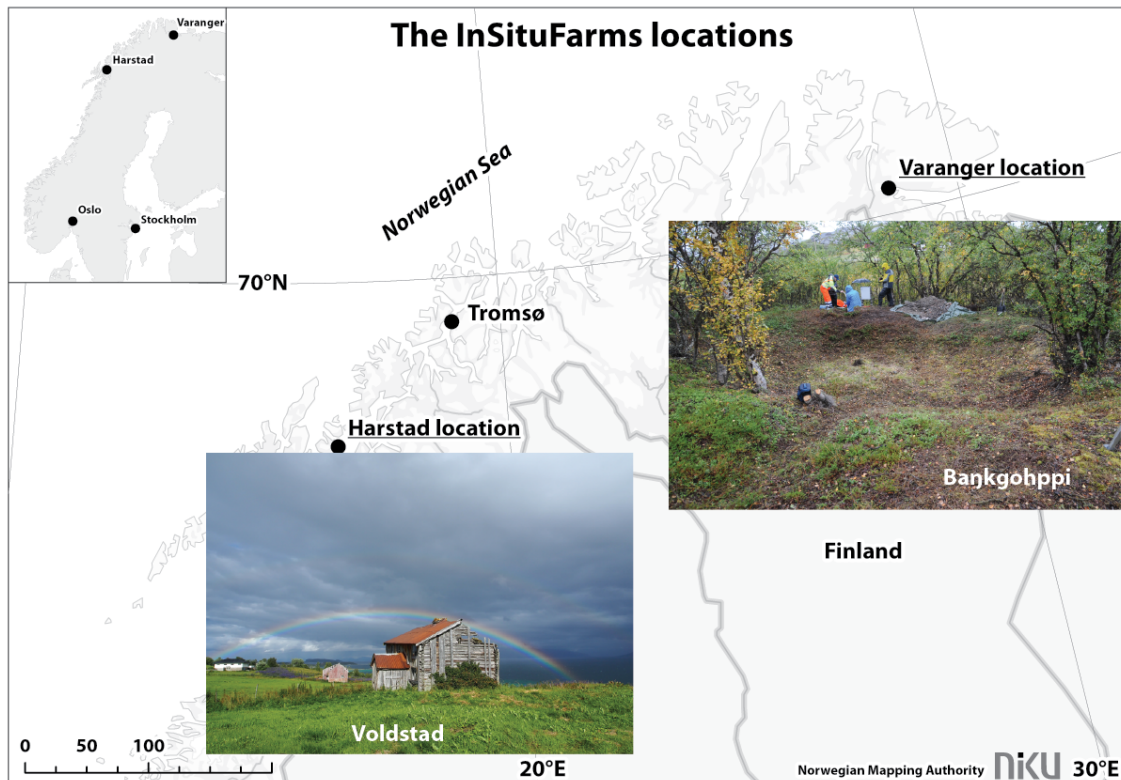 The InSituFarms locations
Varanger
Harstad
Oslo
Stockholm
Norwegian Sea
Varanger location
70°N
Tromsø
Harstad location
Baŋkgohppi
Finland
Voldstad
0 50 100
20°E
Norwegian Mapping Authority
NIKU
30°E